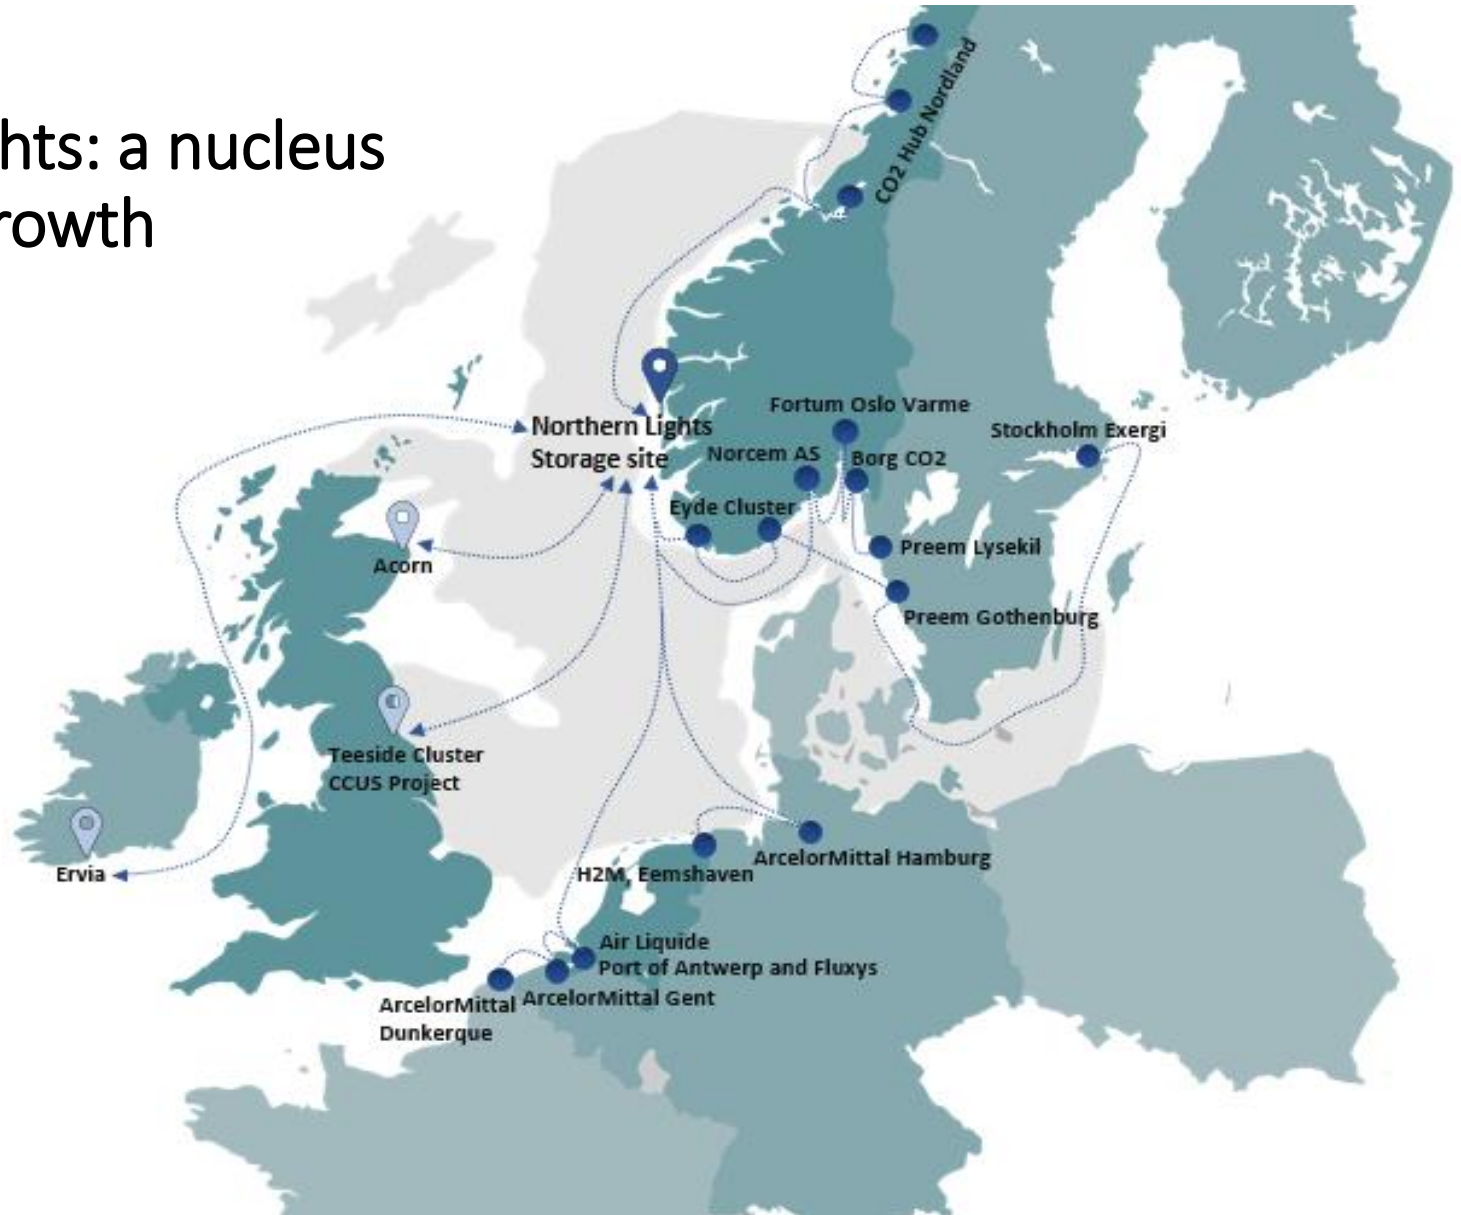 hts: a nucleus
rowth
CO2 Hub Nordland
Northern Lights
Storage site
Fortum Oslo Varme
Stockholm Exergi
Norcem AS
Borg CO2
Eyde Cluster
Preem Lysekil
Acorn
Preem Gothenburg
Teeside Cluster
CCUS Project
Ervia
ArcelorMittal Hamburg
H2M, Eemshaven
Air Liquide
Port of Antwerp and Fluxys
ArcelorMittal Gent
ArcelorMittal
Dunkerque